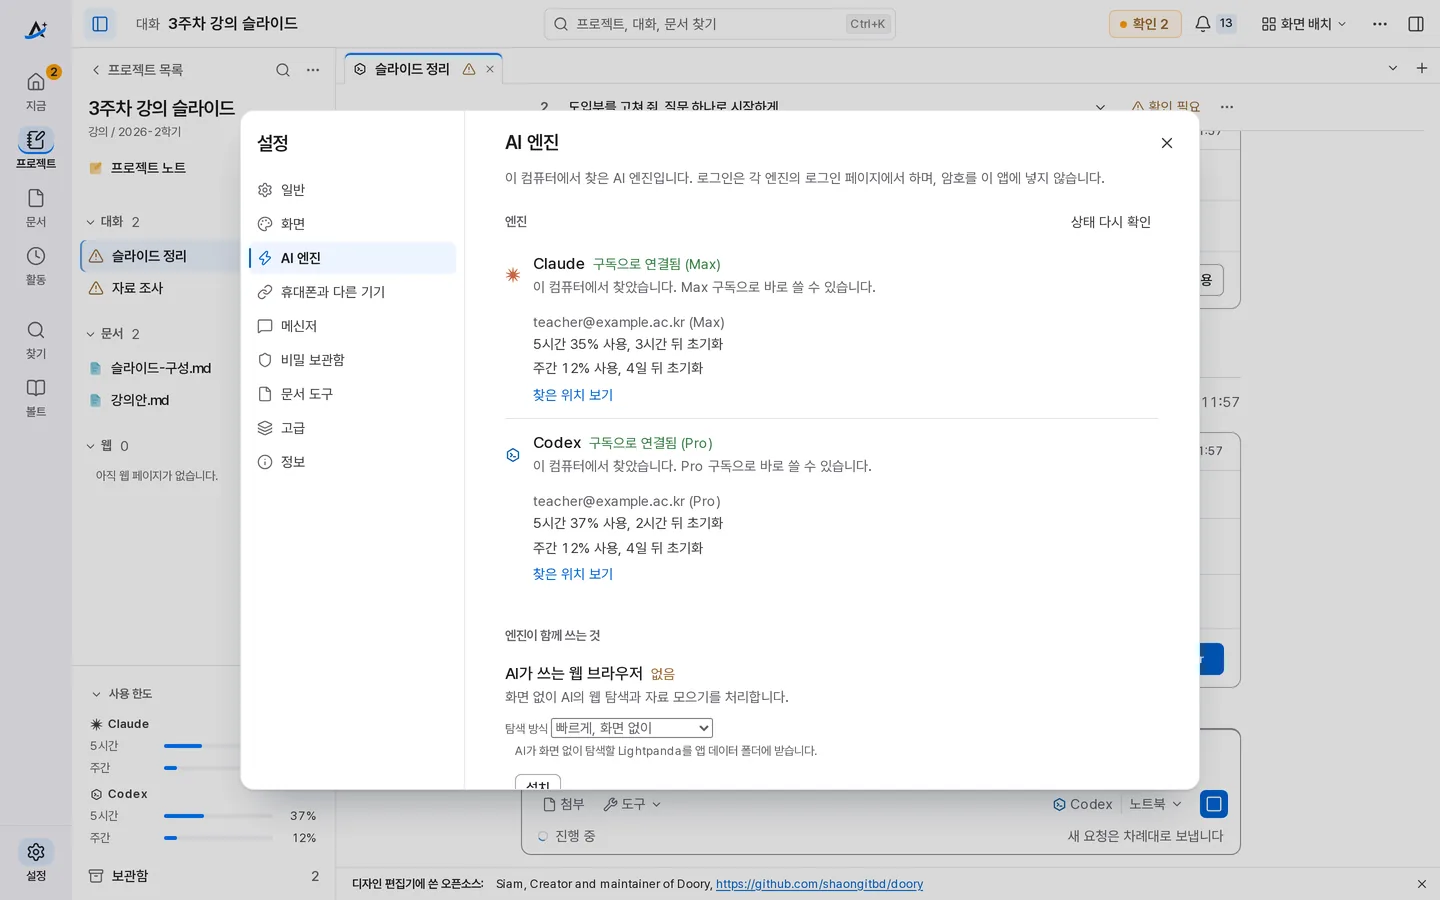 대화 3주차 강의 슬라이드
프로젝트, 대화, 문서 찾기 Ctrl+K
확인 2
13
화면 배치
2
지금
프로젝트
문서
활동
찾기
볼트
설정
프로젝트 목록
3주차 강의 슬라이드
강의 / 2026-2학기
프로젝트 노트
대화 2
슬라이드 정리
자료 조사
문서 2
슬라이드-구성.md
강의안.md
웹 0
아직 웹 페이지가 없습니다.
사용 한도
Claude
5시간
주간
Codex
5시간 37%
주간 12%
보관함 2
슬라이드 정리
2 도입부를 고쳐 줘. 질문 하나로 시작하게
확인 필요
설정
일반
화면
AI 엔진
휴대폰과 다른 기기
메신저
비밀 보관함
문서 도구
고급
정보
AI 엔진
이 컴퓨터에서 찾은 AI 엔진입니다. 로그인은 각 엔진의 로그인 페이지에서 하며, 암호를 이 앱에 넣지 않습니다.
엔진 상태 다시 확인
Claude 구독으로 연결됨 (Max)
이 컴퓨터에서 찾았습니다. Max 구독으로 바로 쓸 수 있습니다.
teacher@example.ac.kr (Max)
5시간 35% 사용, 3시간 뒤 초기화
주간 12% 사용, 4일 뒤 초기화
찾은 위치 보기
Codex 구독으로 연결됨 (Pro)
이 컴퓨터에서 찾았습니다. Pro 구독으로 바로 쓸 수 있습니다.
teacher@example.ac.kr (Pro)
5시간 37% 사용, 2시간 뒤 초기화
주간 12% 사용, 4일 뒤 초기화
찾은 위치 보기
엔진이 함께 쓰는 것
AI가 쓰는 웹 브라우저 없음
화면 없이 AI의 웹 탐색과 자료 모으기를 처리합니다.
탐색 방식 빠르게, 화면 없이
AI가 화면 없이 탐색할 Lightpanda를 앱 데이터 폴더에 받습니다.
설치
용
11:57
1:57
첨부 도구 Codex 노트북
진행 중 새 요청은 차례대로 보냅니다
디자인 편집기에 쓴 오픈소스: Siam, Creator and maintainer of Doory, https://github.com/shaongitbd/doory